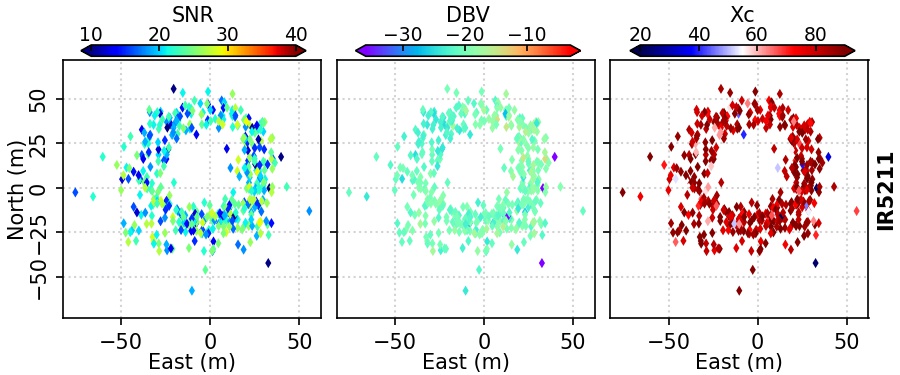 SNR
DBV
Xc
10 20 30 40
−30 −20 −10
20 40 60 80
50
25
0
−25
−50
North (m)
−50 0 50
−50 0 50
−50 0 50
East (m)
East (m)
East (m)
IR5211